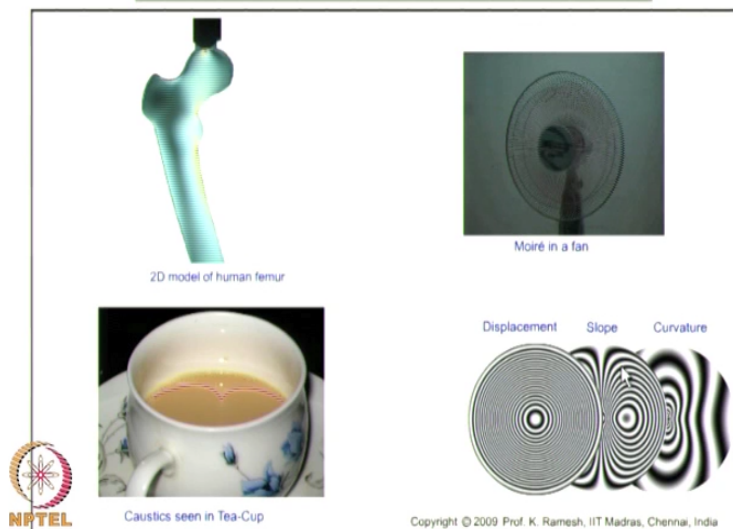 2D model of human femur
Moiré in a fan
Displacement Slope Curvature
Caustics seen in Tea-Cup
NPTEL
Copyright @ 2009 Prof. K. Ramesh, IIT Madras, Chennai, India